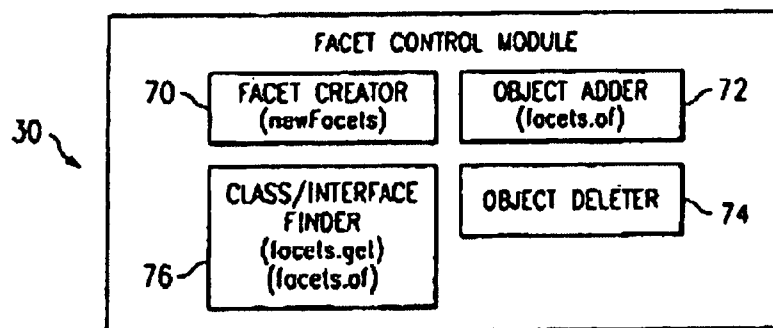 FACET CONTROL MODULE
70
FACET CREATOR
(newFacets)
OBJECT ADDER
(facets.of)
72
30
CLASS/INTERFACE
FINDER
(facets.get)
(facets.of)
76
OBJECT DELETER
74